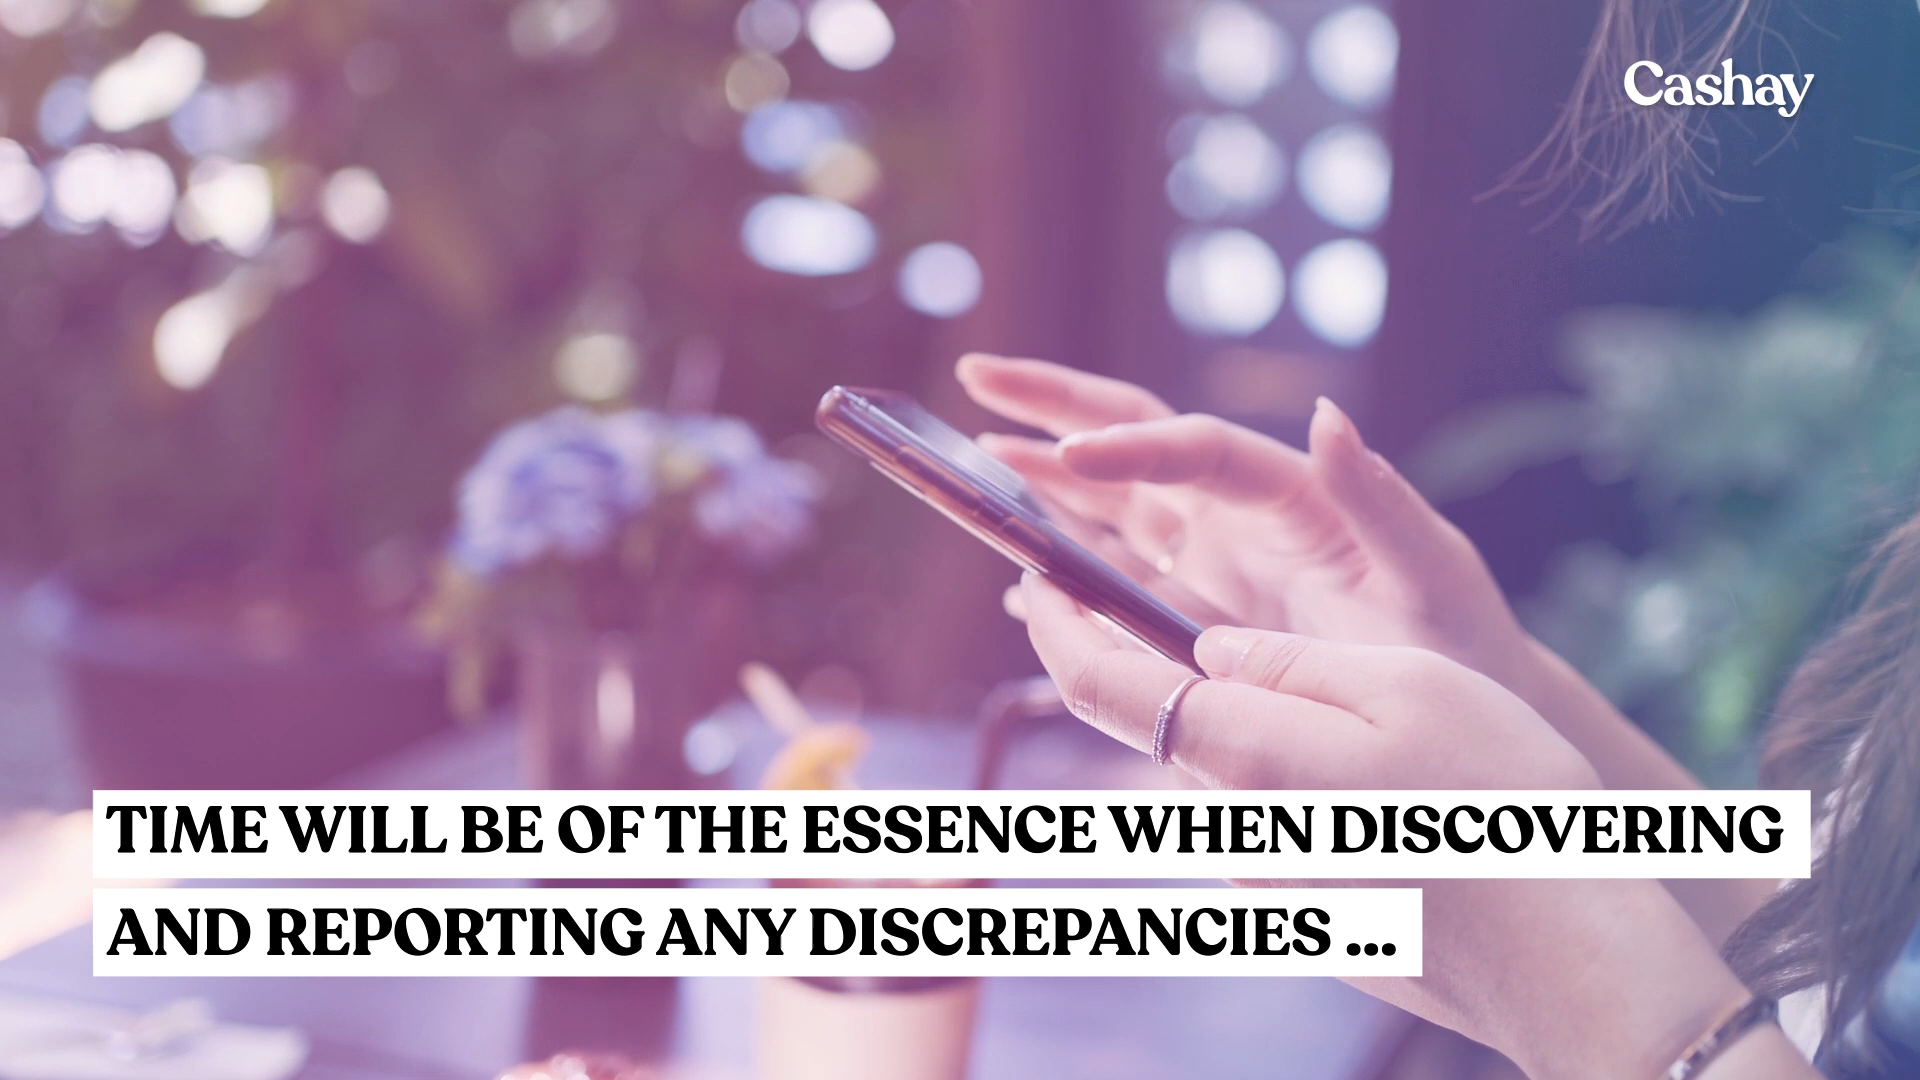 Cashay
TIME WILL BE OF THE ESSENCE WHEN DISCOVERING
AND REPORTING ANY DISCREPANCIES ...